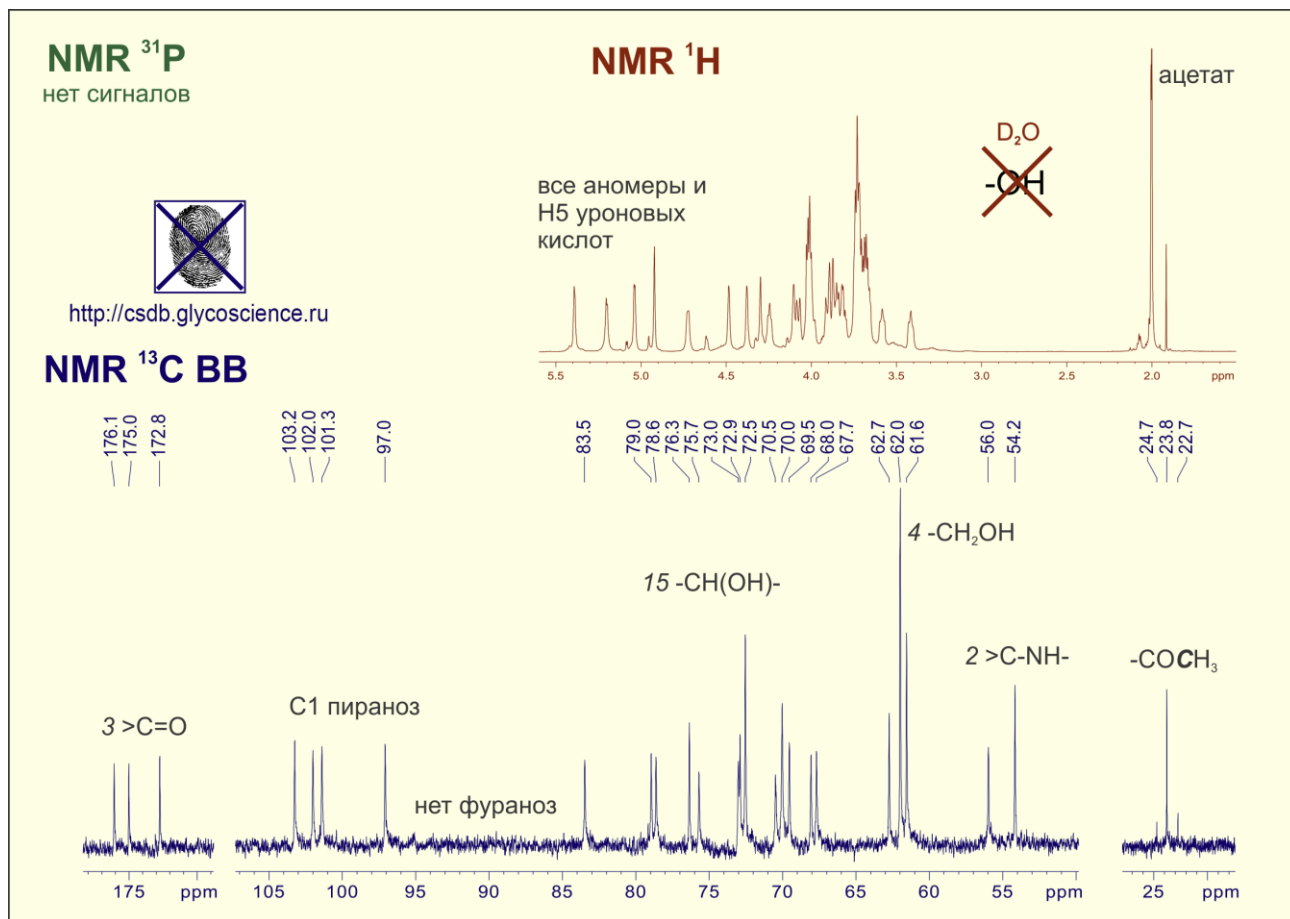 NMR ³¹P
нет сигналов
NMR ¹H
ацетат
D₂O
-OH
все аномеры и
H5 уроновых
кислот
5.5 5.0 4.5 4.0 3.5 3.0 2.5 2.0 ppm
http://csdb.glycoscience.ru
NMR ¹³C BB
176.1 175.0 172.8 103.2 102.0 101.3 97.0 83.5 79.0 78.6 76.3 75.7 73.0 72.9 72.5 70.5 70.0 69.5 68.0 67.7 62.7 62.0 61.6 56.0 54.2 24.7 23.8 22.7
4 -CH₂OH
15 -CH(OH)-
2 >C-NH-
-COCH₃
3 >C=O
C1 пираноз
нет фураноз
175 ppm 105 100 95 90 85 80 75 70 65 60 55 ppm 25 ppm